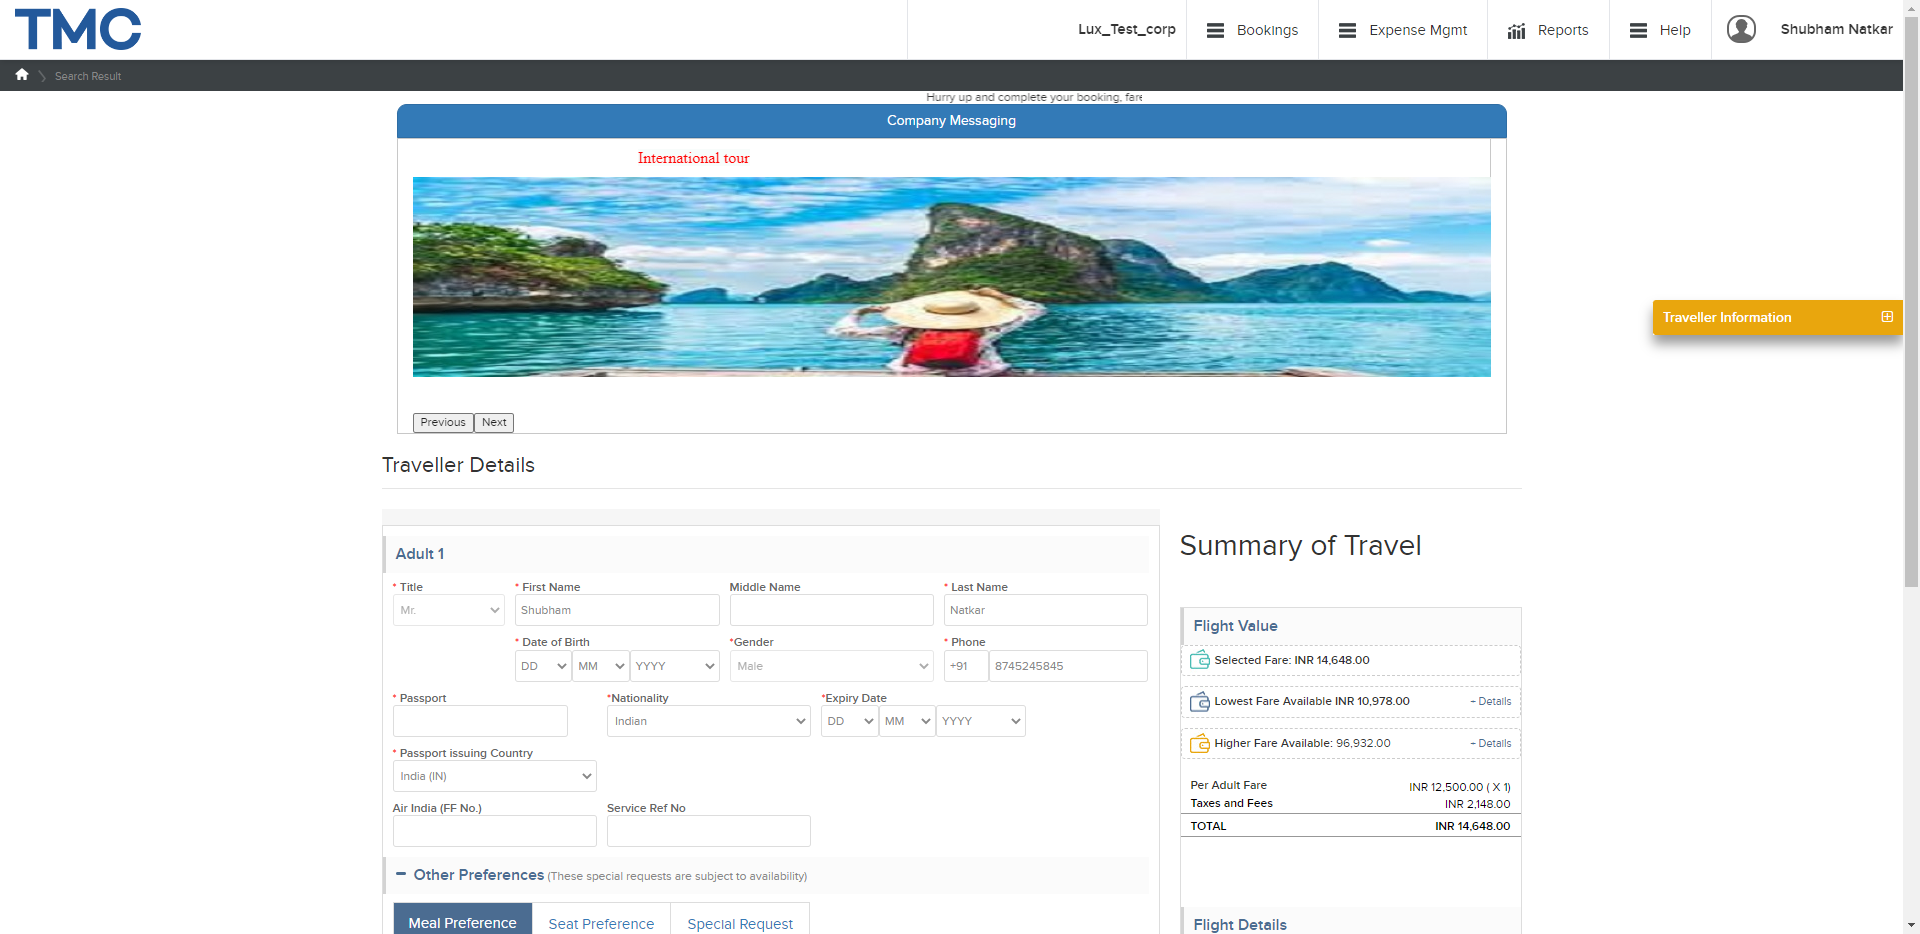 TMC
Lux_Test_corp
Bookings
Expense Mgmt
Reports
Help
Shubham Natkar
Search Result
Hurry up and complete your booking, fare
Company Messaging
International tour
Traveller Information
Previous
Next
Traveller Details
Adult 1
* Title
* First Name
Middle Name
* Last Name
Mr.
Shubham
Natkar
* Date of Birth
*Gender
* Phone
DD
MM
YYYY
Male
+91
8745245845
* Passport
*Nationality
*Expiry Date
Indian
DD
MM
YYYY
* Passport issuing Country
India (IN)
Air India (FF No.)
Service Ref No
Other Preferences (These special requests are subject to availability)
Meal Preference
Seat Preference
Special Request
Summary of Travel
Flight Value
Selected Fare: INR 14,648.00
Lowest Fare Available INR 10,978.00 + Details
Higher Fare Available: 96,932.00 + Details
Per Adult Fare INR 12,500.00 ( X 1)
Taxes and Fees INR 2,148.00
TOTAL INR 14,648.00
Flight Details